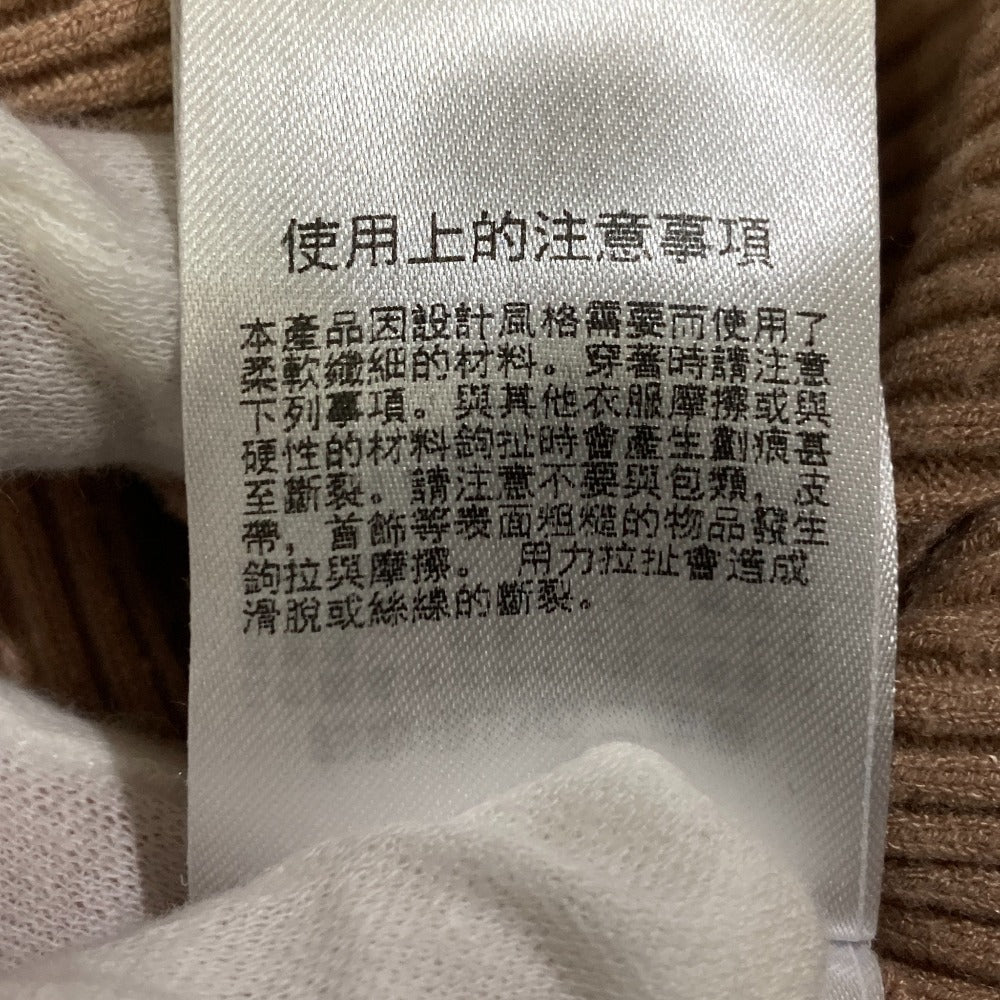 使用上的注意事項
本產品因設計風格需要而使用了
柔軟纖細的材料。穿著時請注意
下列事項。與其他衣服摩擦或與
硬性的材料鉤扯時會產生劃痕甚
至斷裂。請注意不要與包類，皮
帶，首飾等表面粗糙的物品發生
鉤拉與摩擦。 用力拉扯會造成
滑脫或絲線的斷裂。